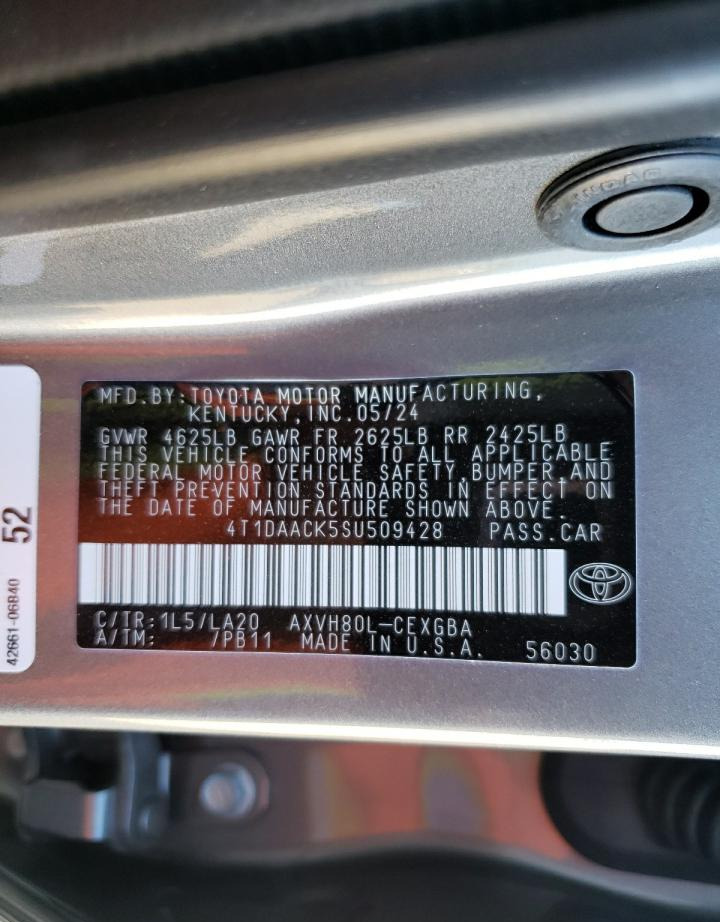 MFD.BY:TOYOTA MOTOR MANUFACTURING,
KENTUCKY,INC.05/24
GVWR 4625LB GAWR FR 2625LB RR 2425LB
THIS VEHICLE CONFORMS TO ALL APPLICABLE
FEDERAL MOTOR VEHICLE SAFETY,BUMPER AND
THEFT PREVENTION STANDARDS IN EFFECT ON
THE DATE OF MANUFACTURE SHOWN ABOVE.
4T1DAACK5SU509428 PASS.CAR
C/TR:1L5/LA20 AXVH80L-CEXGBA
A/TM: /PB11 MADE IN U.S.A. 56030
52
42661-06B40